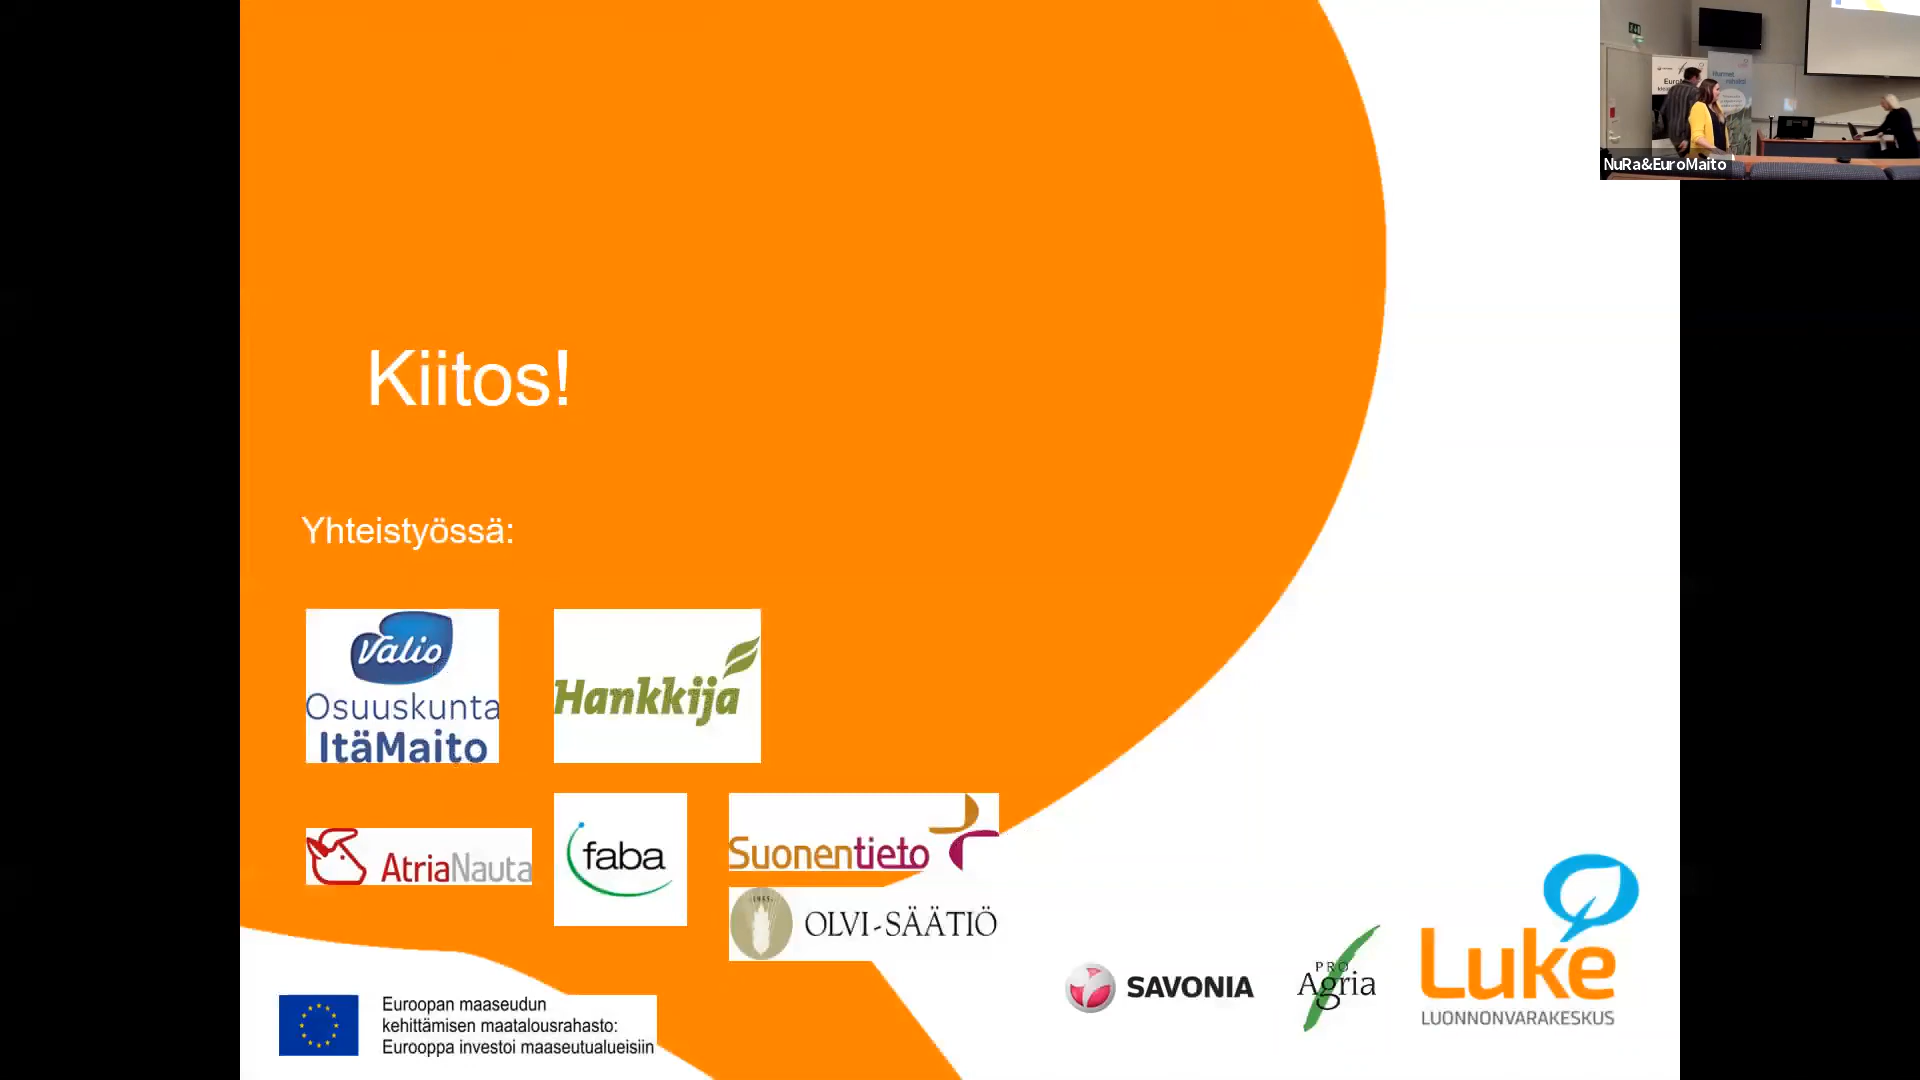 Kiitos!
Yhteistyössä:
Valio
Osuuskunta
ItäMaito
Hankkija
AtriaNauta
faba
Suonentieto
OLVI-SÄÄTIÖ
Euroopan maaseudun
kehittämisen maatalousrahasto:
Eurooppa investoi maaseutualueisiin
SAVONIA
PRO
Agria
Luke
LUONNONVARAKESKUS
NuRa&EuroMaito